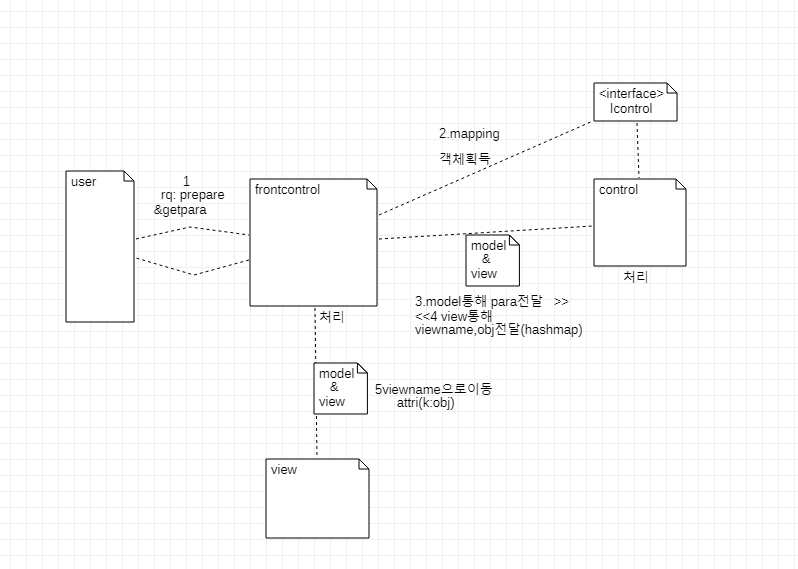 <interface>
Icontrol
2.mapping
객체획득
user
1
rq: prepare
&getpara
frontcontrol
control
model
&
view
처리
3.model통해 para전달 >>
<<4 view통해
viewname,obj전달(hashmap)
처리
model
&
view
5viewname으로이동
attri(k:obj)
view